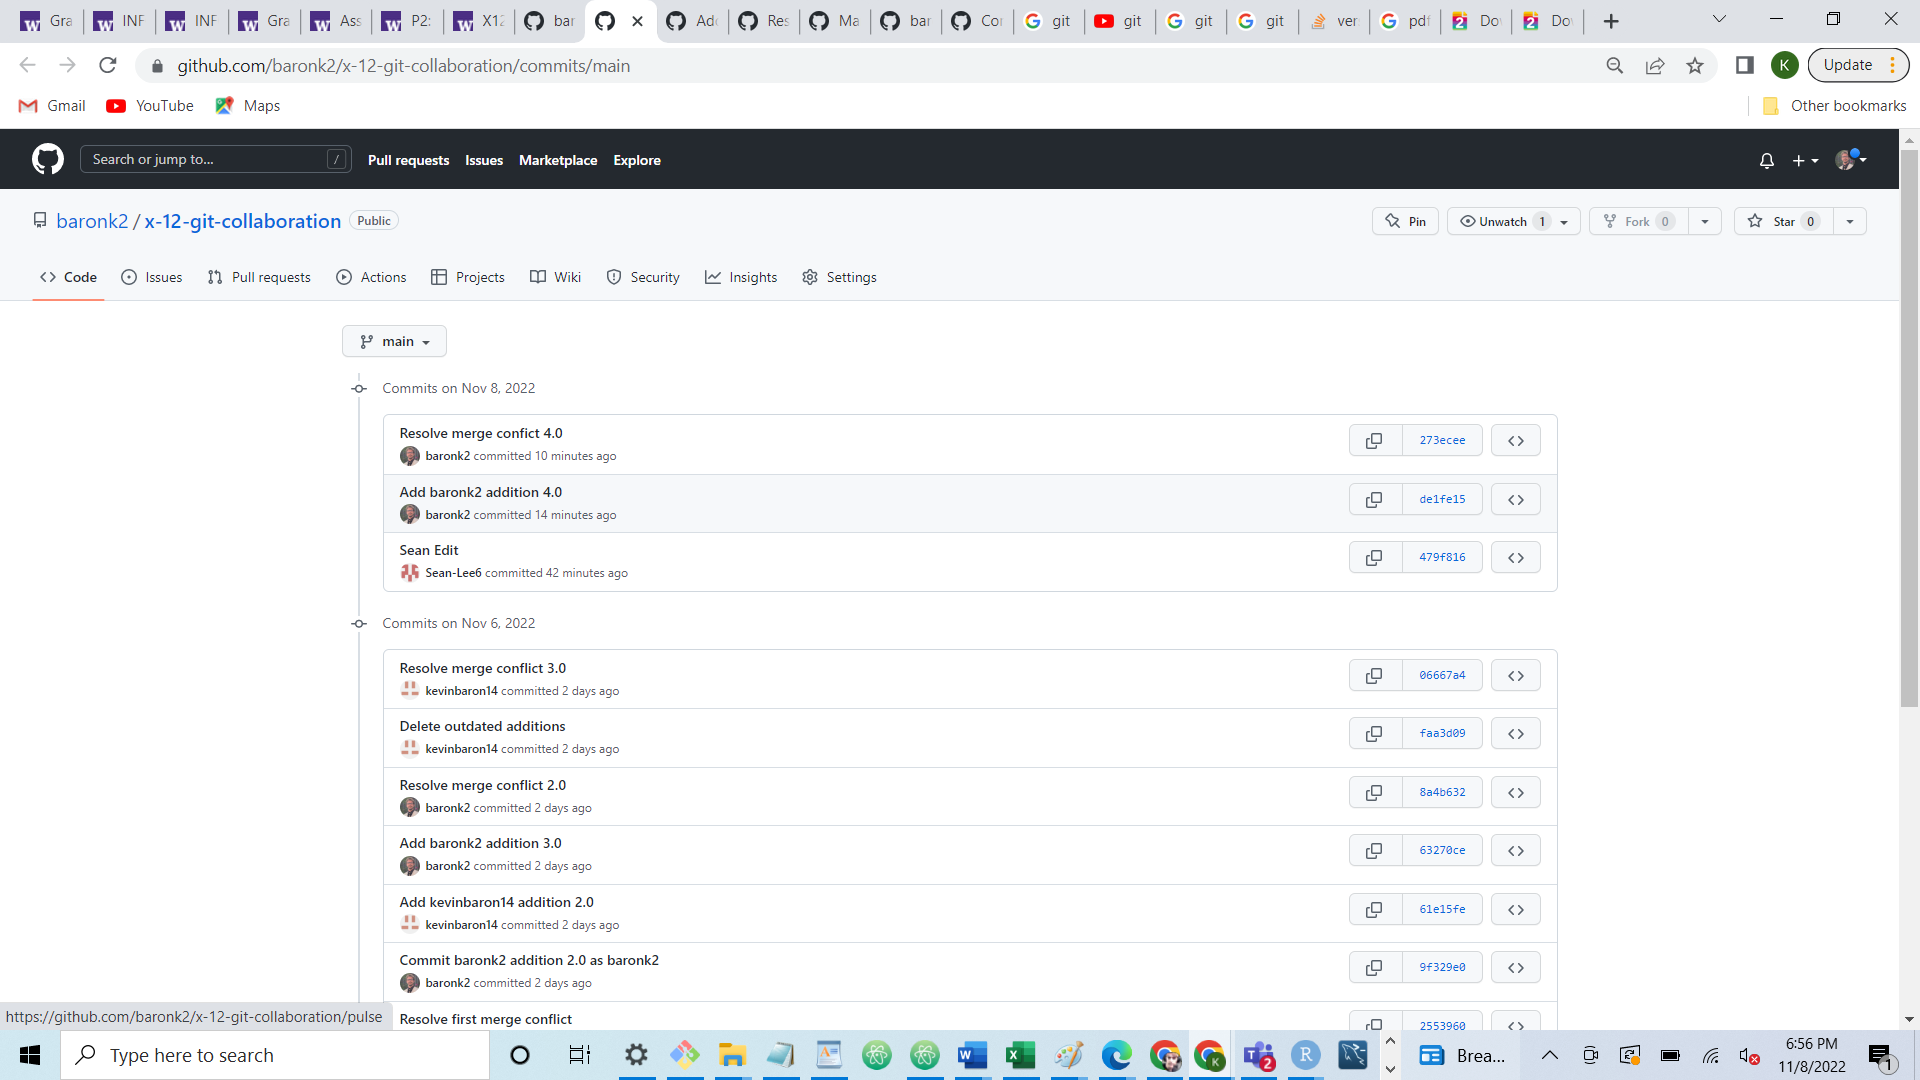 Gra
INF
INF
Gra
Ass
P2:
X12
bar
Add
Res
Ma
bar
Cor
git
git
git
git
ver
pdf
Dov
Dov
github.com/baronk2/x-12-git-collaboration/commits/main
K
Update
Gmail
YouTube
Maps
Other bookmarks
Search or jump to...
/
Pull requests
Issues
Marketplace
Explore
baronk2 / x-12-git-collaboration
Public
Pin
Unwatch 1
Fork 0
Star 0
Code
Issues
Pull requests
Actions
Projects
Wiki
Security
Insights
Settings
main
Commits on Nov 8, 2022
Resolve merge confict 4.0
baronk2 committed 10 minutes ago
273ecee
Add baronk2 addition 4.0
baronk2 committed 14 minutes ago
de1fe15
Sean Edit
Sean-Lee6 committed 42 minutes ago
479f816
Commits on Nov 6, 2022
Resolve merge conflict 3.0
kevinbaron14 committed 2 days ago
06667a4
Delete outdated additions
kevinbaron14 committed 2 days ago
faa3d09
Resolve merge conflict 2.0
baronk2 committed 2 days ago
8a4b632
Add baronk2 addition 3.0
baronk2 committed 2 days ago
63270ce
Add kevinbaron14 addition 2.0
kevinbaron14 committed 2 days ago
61e15fe
Commit baronk2 addition 2.0 as baronk2
baronk2 committed 2 days ago
9f329e0
Resolve first merge conflict
2553960
https://github.com/baronk2/x-12-git-collaboration/pulse
Type here to search
Brea...
6:56 PM
11/8/2022
1